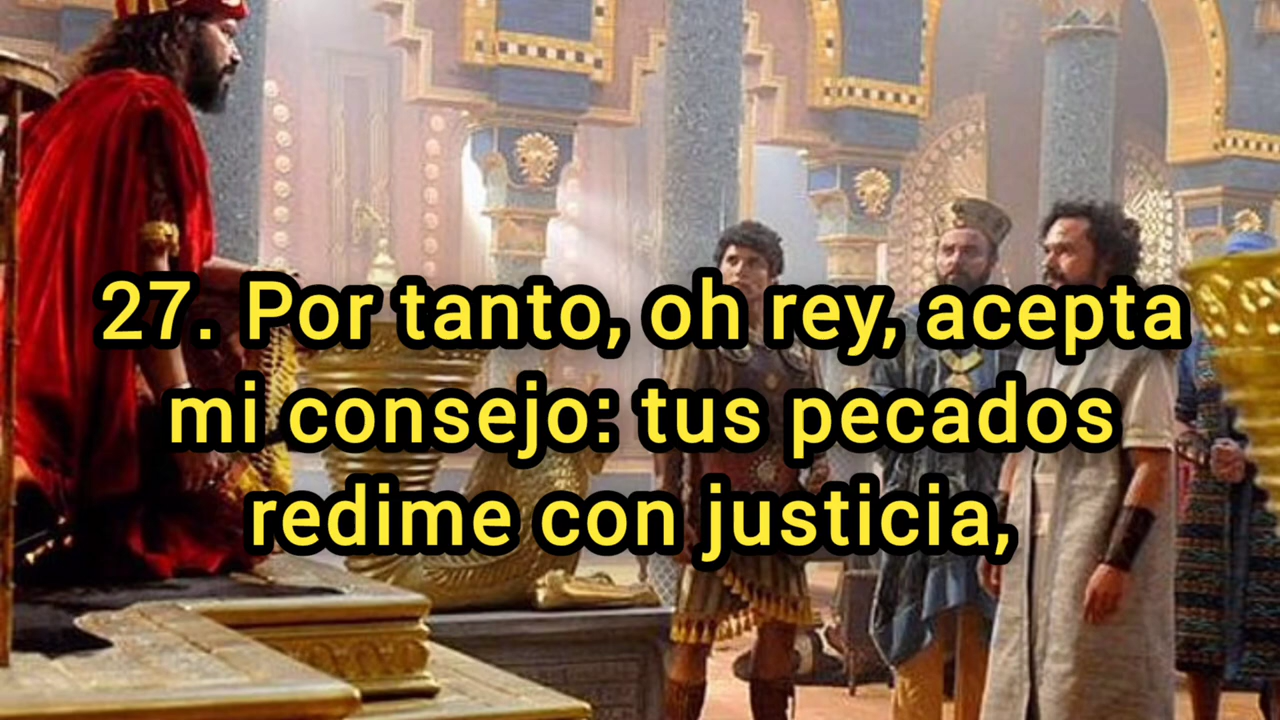 27. Por tanto, oh rey, acepta
mi consejo: tus pecados
redime con justicia,